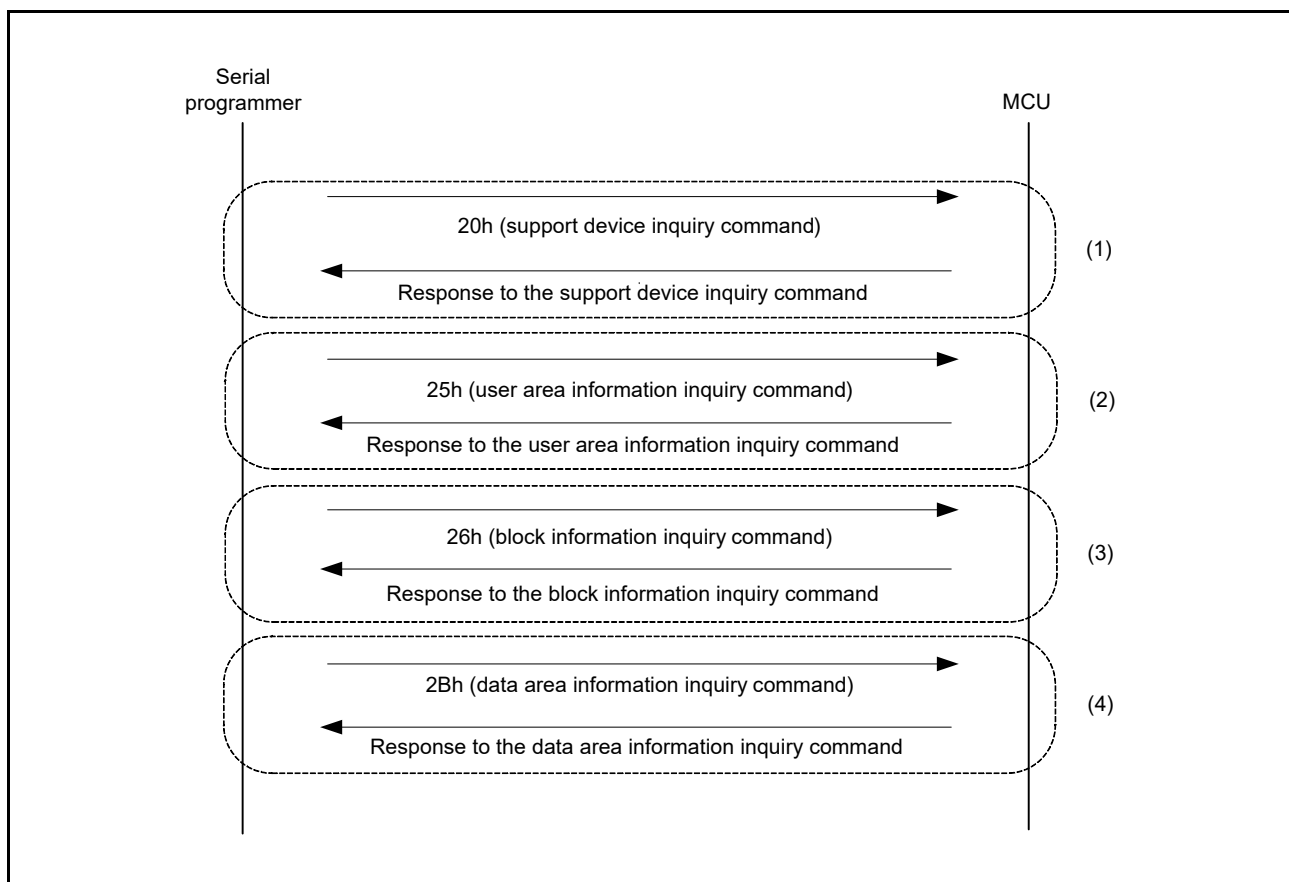 Serial
programmer
MCU
20h (support device inquiry command)
(1)
Response to the support device inquiry command
25h (user area information inquiry command)
(2)
Response to the user area information inquiry command
26h (block information inquiry command)
(3)
Response to the block information inquiry command
2Bh (data area information inquiry command)
(4)
Response to the data area information inquiry command